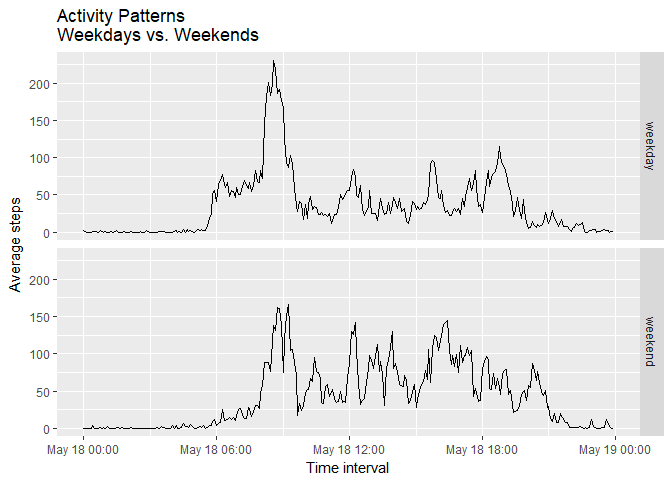 Activity Patterns
Weekdays vs. Weekends
200
150
100
50
0
weekday
Average steps
200
150
100
50
0
weekend
May 18 00:00
May 18 06:00
May 18 12:00
May 18 18:00
May 19 00:00
Time interval